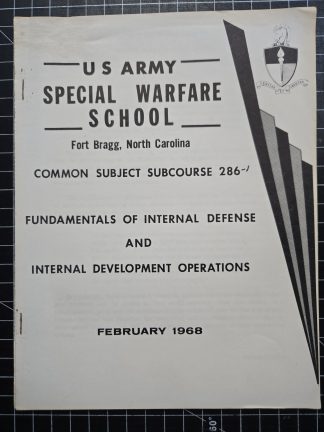 U S ARMY
SPECIAL WARFARE
SCHOOL
Fort Bragg, North Carolina
COMMON SUBJECT SUBCOURSE 286-1
FUNDAMENTALS OF INTERNAL DEFENSE
AND
INTERNAL DEVELOPMENT OPERATIONS
FEBRUARY 1968
60°